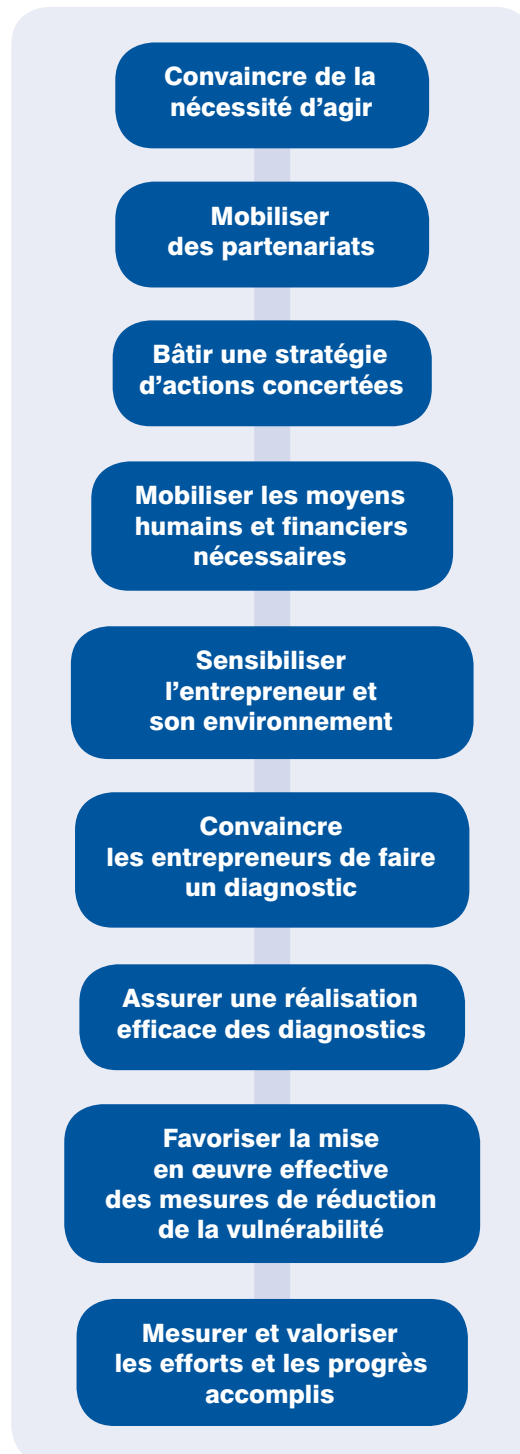 Convaincre de la
nécessité d’agir
Mobiliser
des partenariats
Bâtir une stratégie
d’actions concertées
Mobiliser les moyens
humains et financiers
nécessaires
Sensibiliser
l’entrepreneur et
son environnement
Convaincre
les entrepreneurs de faire
un diagnostic
Assurer une réalisation
efficace des diagnostics
Favoriser la mise
en œuvre effective
des mesures de réduction
de la vulnérabilité
Mesurer et valoriser
les efforts et les progrès
accomplis